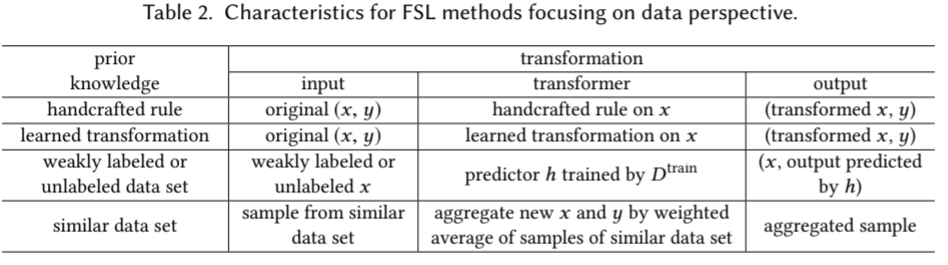 Table 2. Characteristics for FSL methods focusing on data perspective.
prior knowledge | transformation
input | transformer | output
handcrafted rule | original (x, y) | handcrafted rule on x | (transformed x, y)
learned transformation | original (x, y) | learned transformation on x | (transformed x, y)
weakly labeled or unlabeled data set | weakly labeled or unlabeled x | predictor h trained by D^train | (x, output predicted by h)
similar data set | sample from similar data set | aggregate new x and y by weighted average of samples of similar data set | aggregated sample